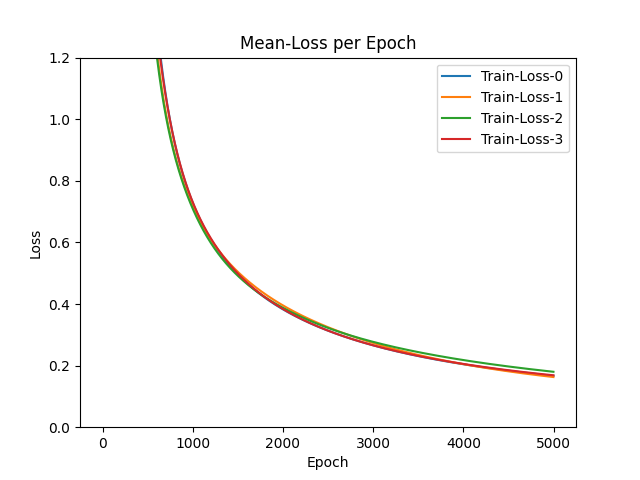 Mean-Loss per Epoch
Train-Loss-0
Train-Loss-1
Train-Loss-2
Train-Loss-3
Loss
1.2
1.0
0.8
0.6
0.4
0.2
0.0
0 1000 2000 3000 4000 5000
Epoch